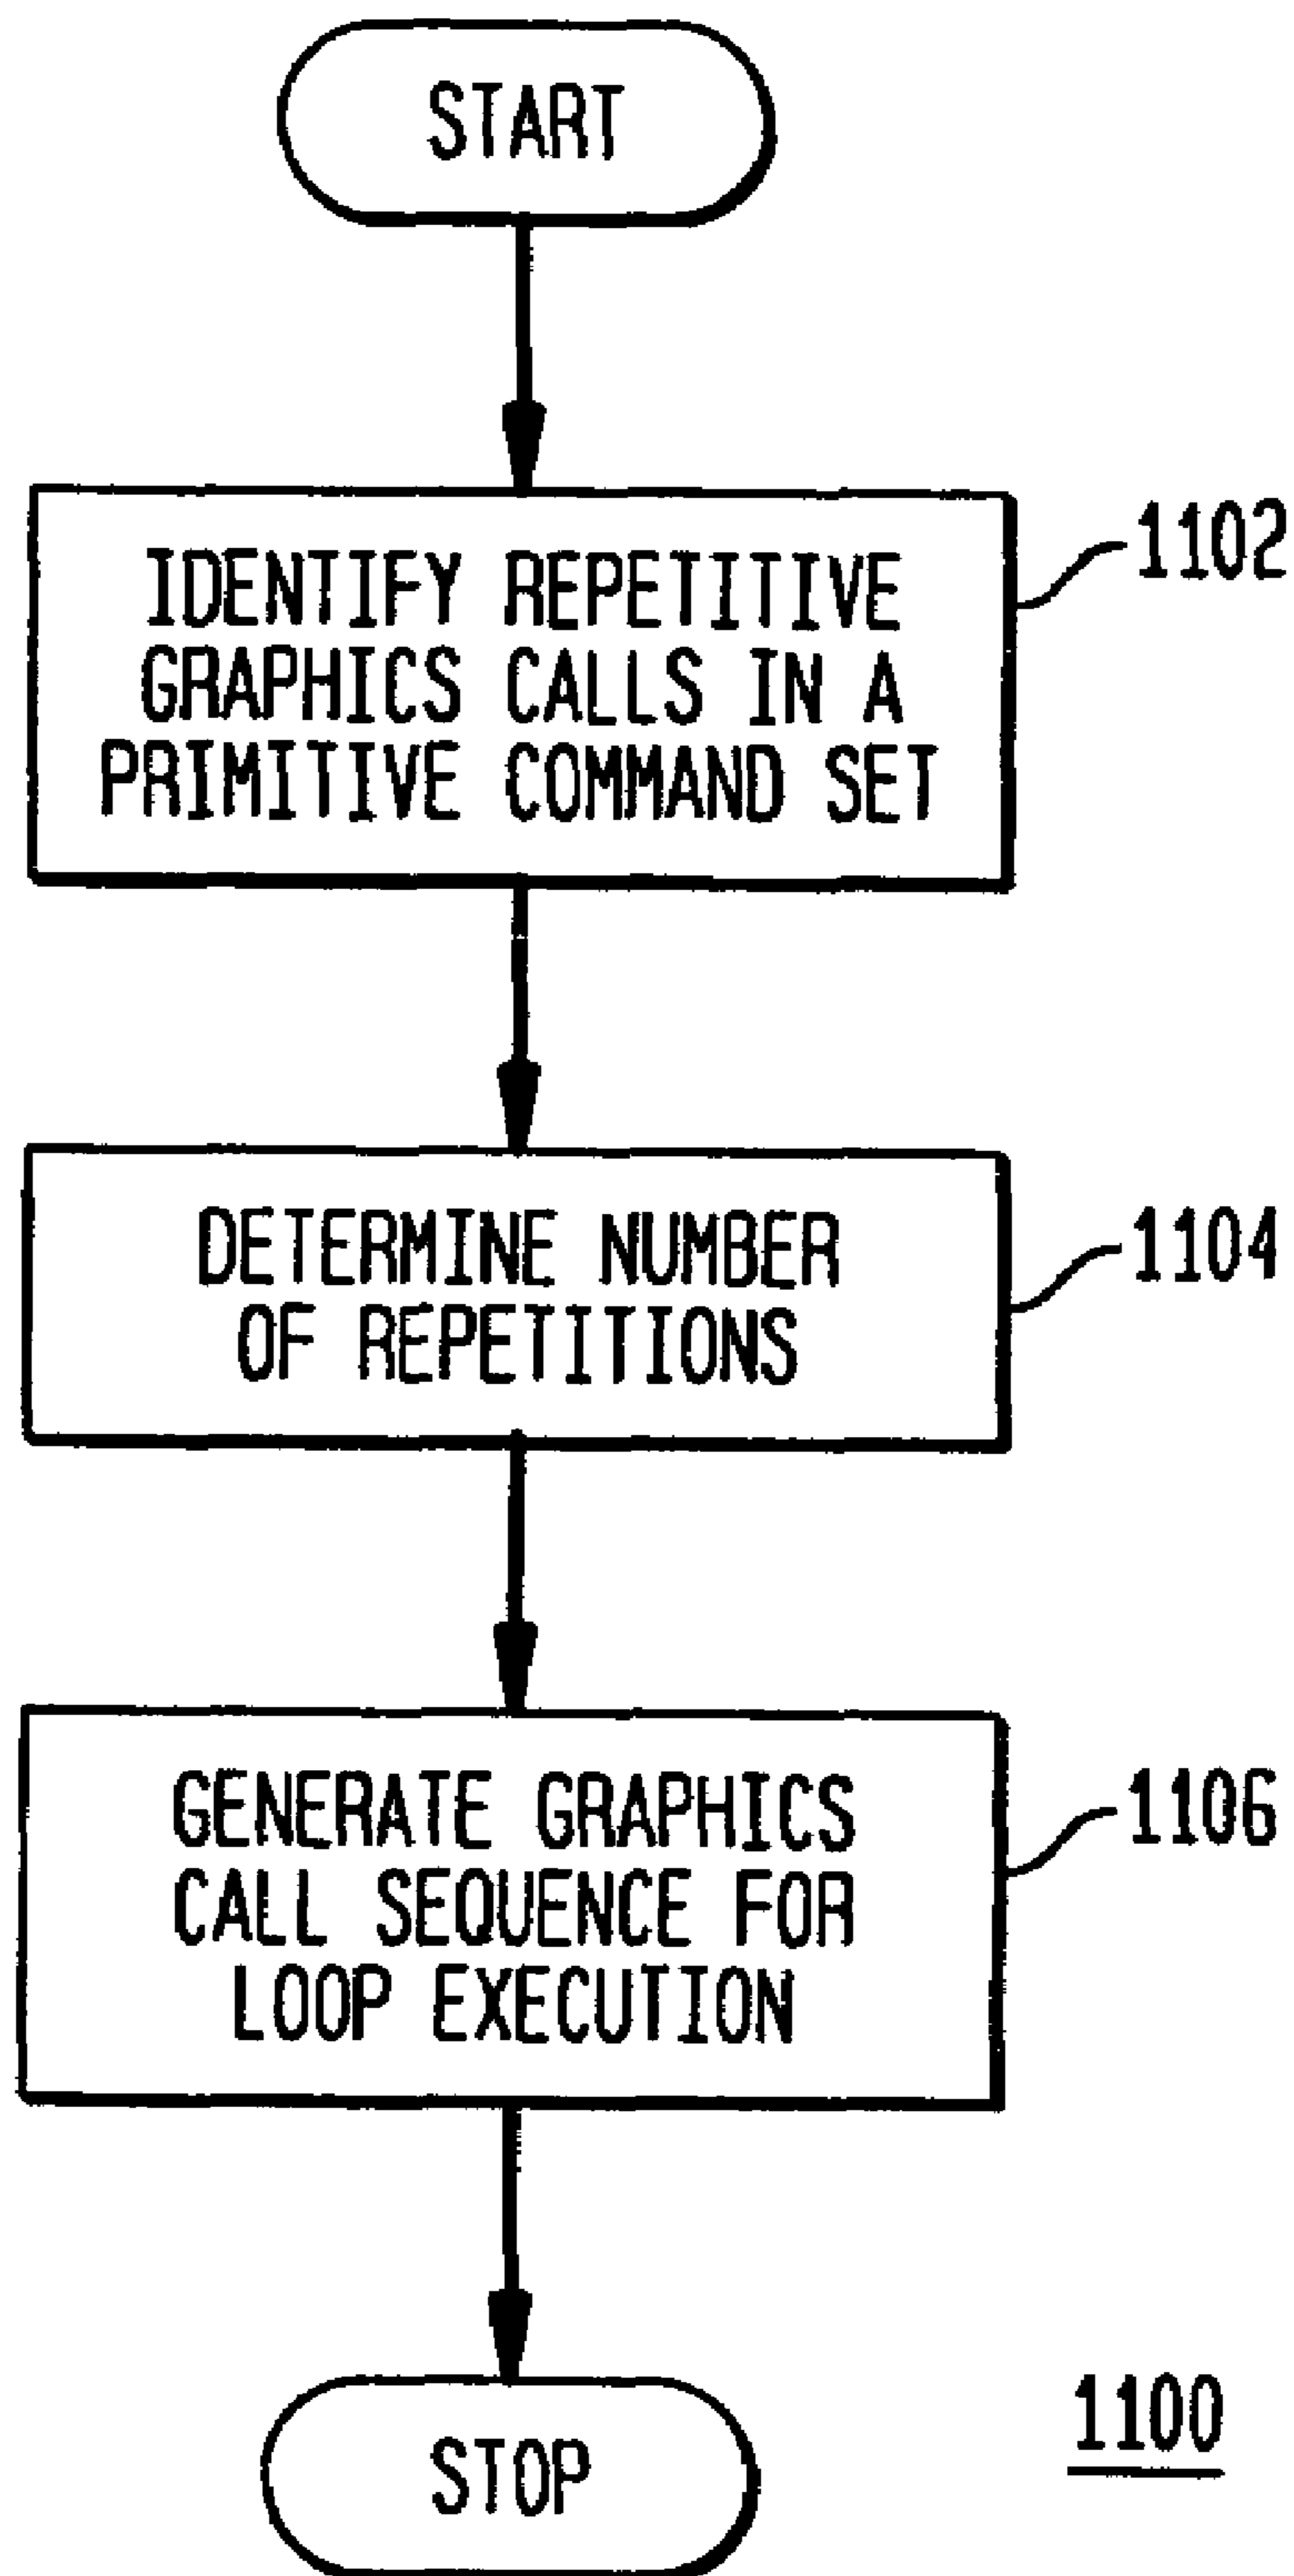 START
IDENTIFY REPETITIVE
GRAPHICS CALLS IN A
PRIMITIVE COMMAND SET
1102
DETERMINE NUMBER
OF REPETITIONS
1104
GENERATE GRAPHICS
CALL SEQUENCE FOR
LOOP EXECUTION
1106
STOP
1100